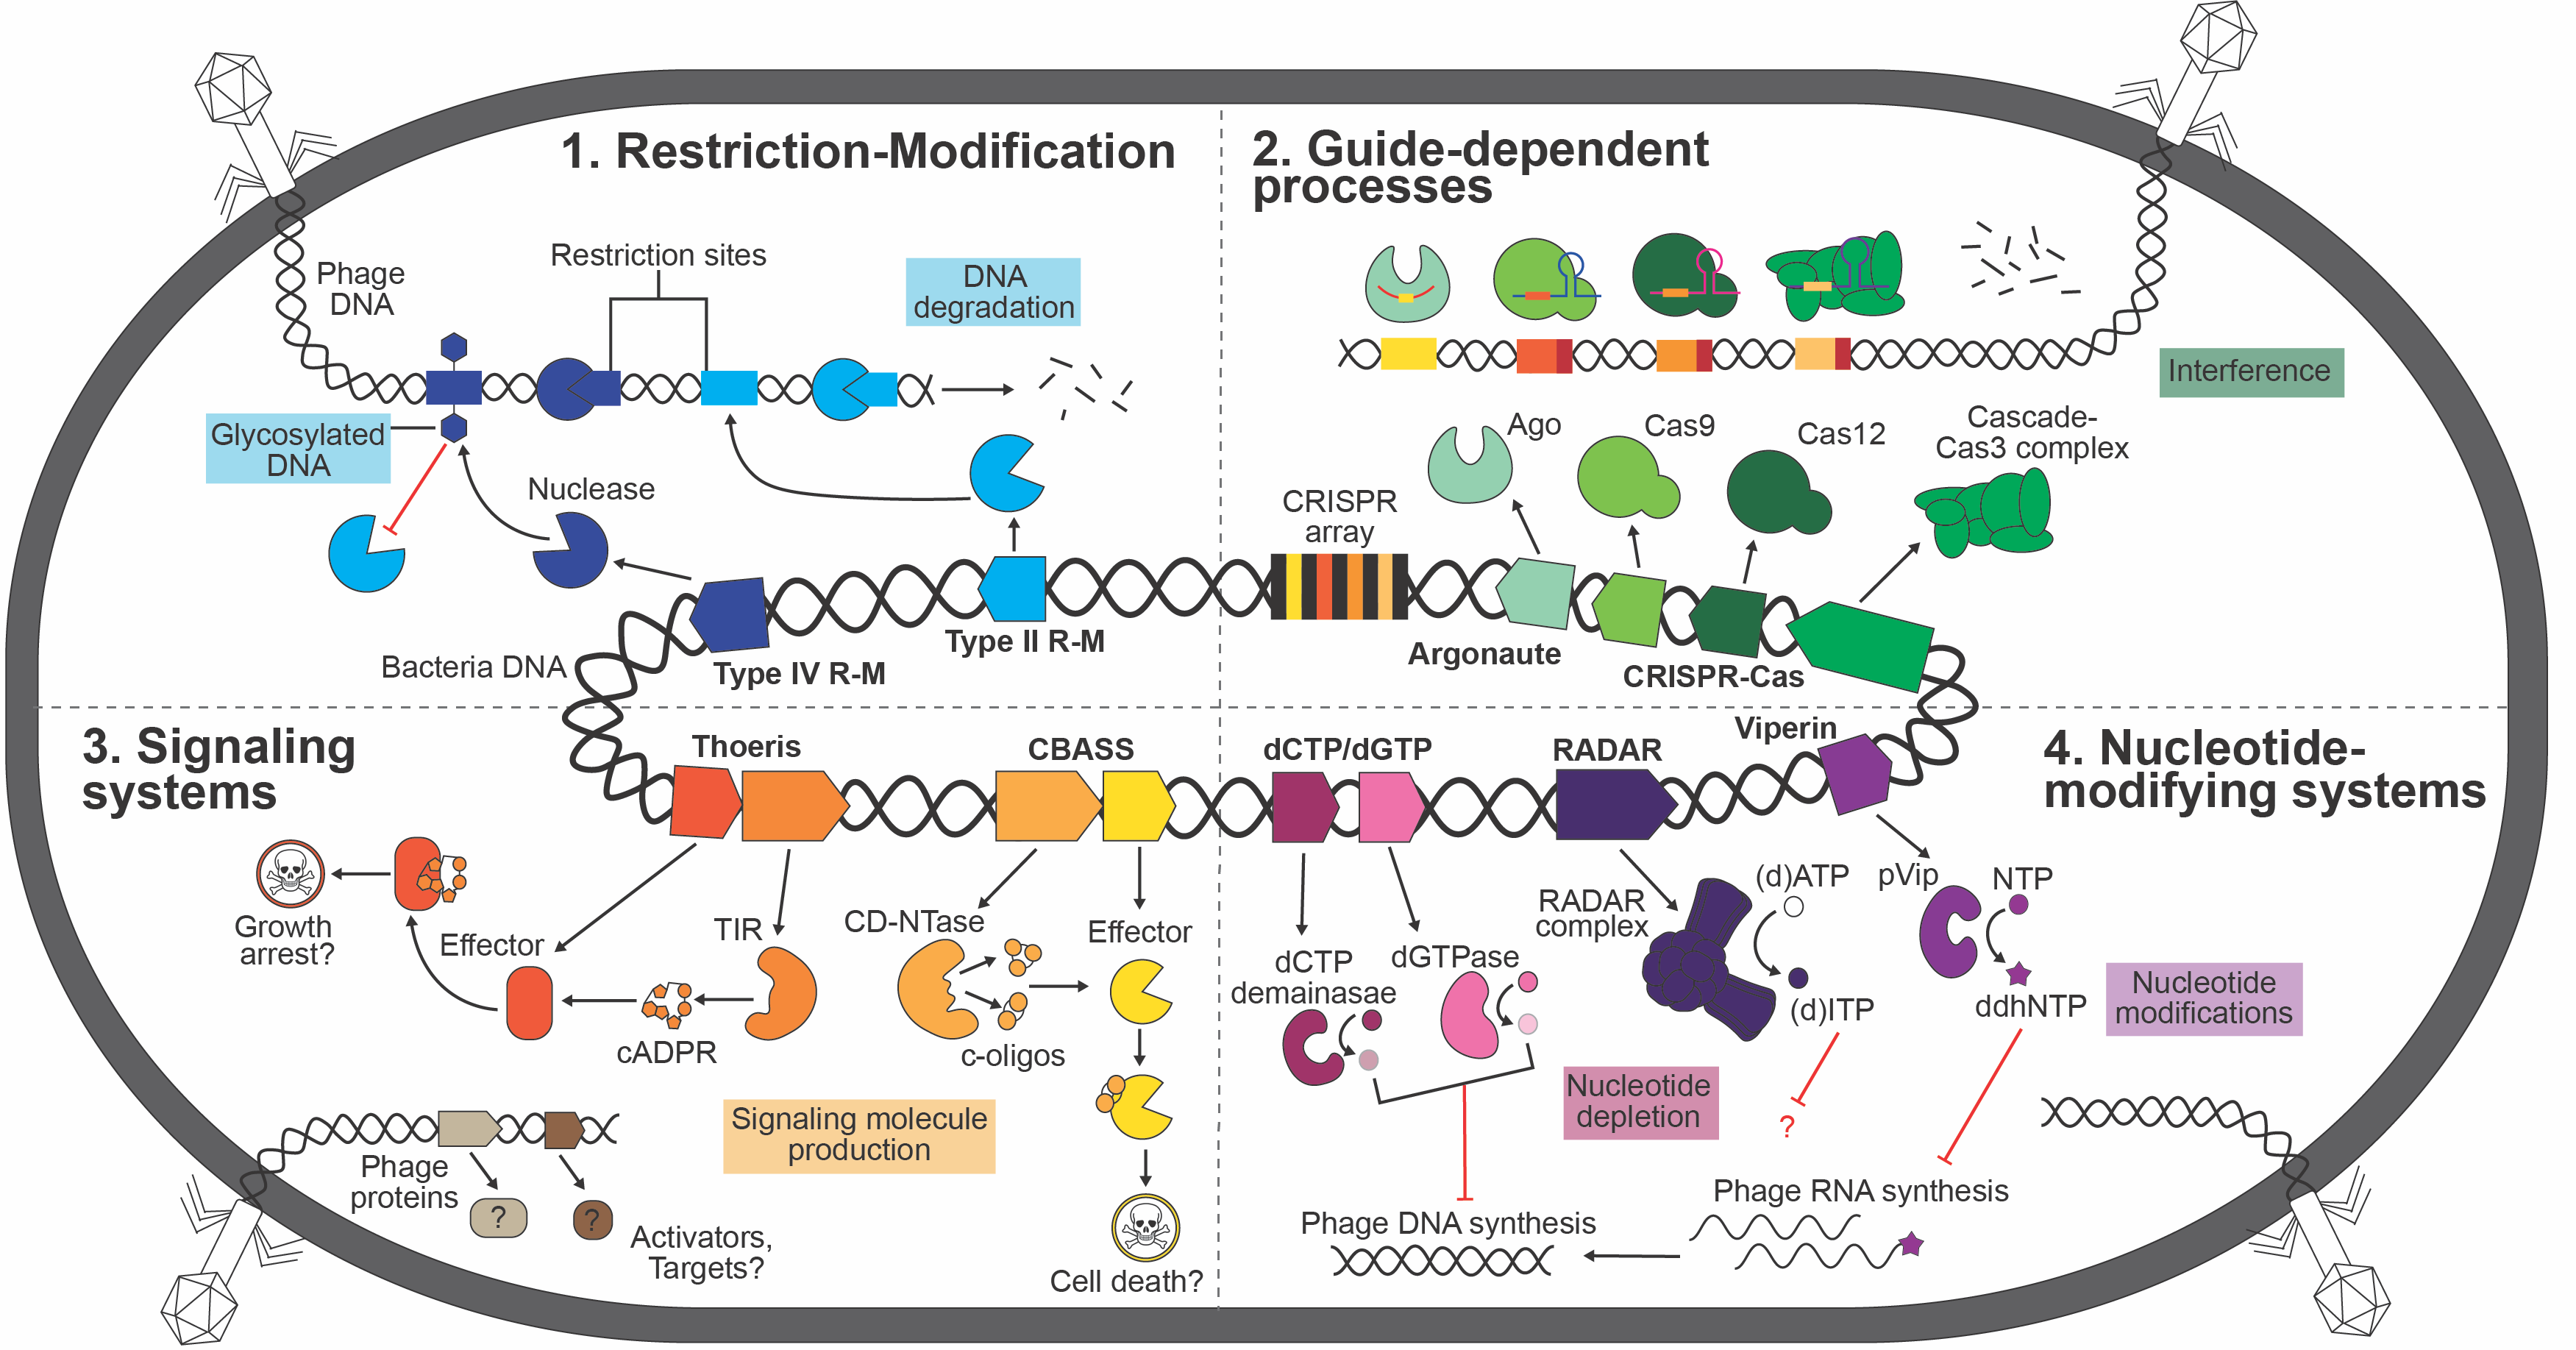 1. Restriction-Modification
Phage
DNA
Restriction sites
DNA
degradation
Glycosylated
DNA
Nuclease
Bacteria DNA
Type IV R-M
Type II R-M
2. Guide-dependent
processes
Interference
Ago
Cas9
Cas12
Cascade-
Cas3 complex
CRISPR
array
Argonaute
CRISPR-Cas
3. Signaling
systems
Thoeris
CBASS
Growth
arrest?
Effector
TIR
cADPR
CD-NTase
c-oligos
Effector
Signaling molecule
production
Phage
proteins
?
?
Activators,
Targets?
Cell death?
4. Nucleotide-
modifying systems
dCTP/dGTP
RADAR
Viperin
dCTP
demainasae
dGTPase
RADAR
complex
(d)ATP
(d)ITP
pVip
NTP
ddhNTP
Nucleotide
modifications
Nucleotide
depletion
?
Phage RNA synthesis
Phage DNA synthesis